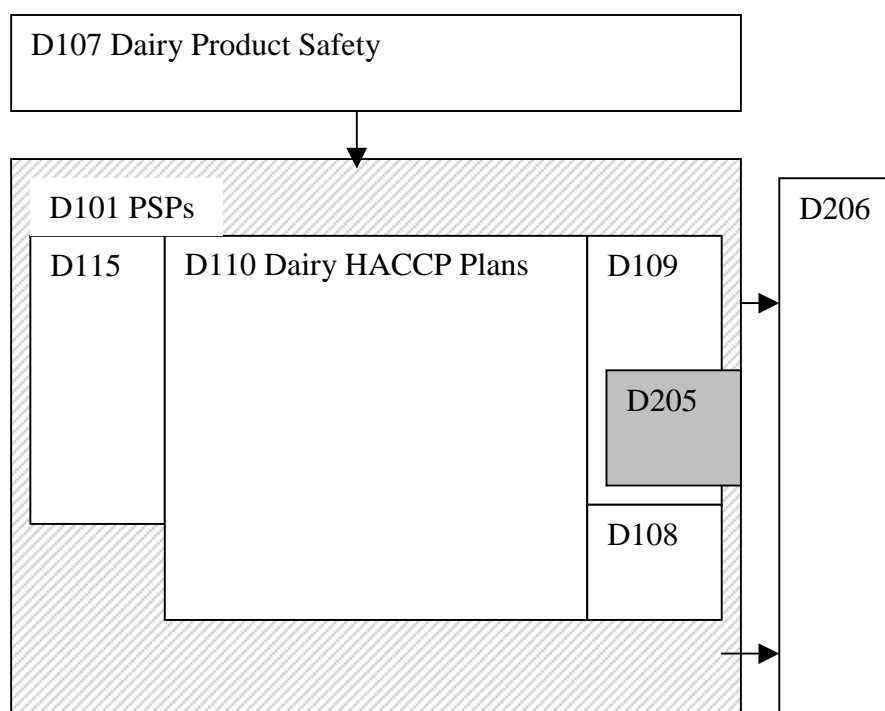 D107 Dairy Product Safety
D101 PSPs
D206
D115
D110 Dairy HACCP Plans
D109
D205
D108